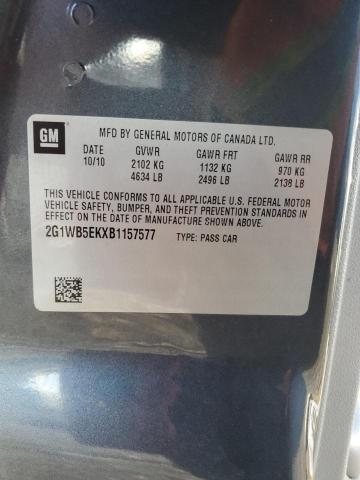 GM
MFD BY GENERAL MOTORS OF CANADA LTD.
DATE GVWR GAWR FRT GAWR RR
10/10 2102 KG 1132 KG 970 KG
4634 LB 2496 LB 2138 LB
THIS VEHICLE CONFORMS TO ALL APPLICABLE U.S. FEDERAL MOTOR
VEHICLE SAFETY, BUMPER, AND THEFT PREVENTION STANDARDS IN
EFFECT ON THE DATE OF MANUFACTURE SHOWN ABOVE.
2G1WB5EKXB1157577 TYPE: PASS CAR